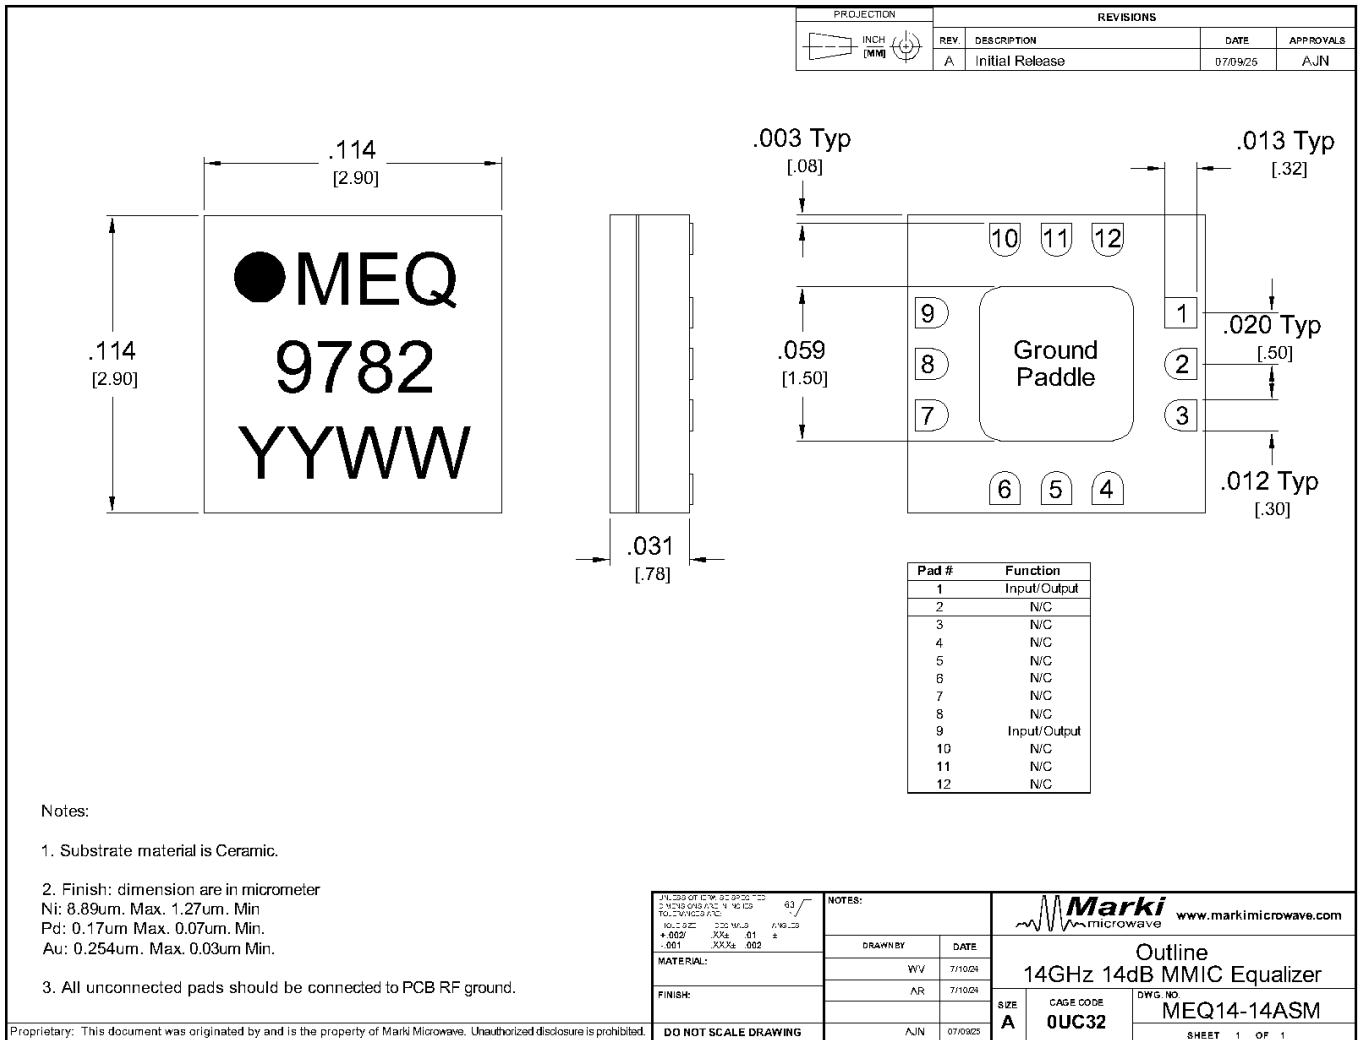 PROJECTION
INCH
[MM]
REVISIONS
REV. DESCRIPTION DATE APPROVALS
A Initial Release 07/09/25 AJN
.114
[2.90]
.114
[2.90]
MEQ
9782
YYWW
.031
[.78]
.003 Typ
[.08]
.013 Typ
[.32]
10 11 12
9
8
7
1
2
3
6 5 4
Ground
Paddle
.059
[1.50]
.020 Typ
[.50]
.012 Typ
[.30]
Pad # Function
1 Input/Output
2 N/C
3 N/C
4 N/C
5 N/C
6 N/C
7 N/C
8 N/C
9 Input/Output
10 N/C
11 N/C
12 N/C
Notes:
1. Substrate material is Ceramic.
2. Finish: dimension are in micrometer
Ni: 8.89um. Max. 1.27um. Min
Pd: 0.17um Max. 0.07um. Min.
Au: 0.254um. Max. 0.03um Min.
3. All unconnected pads should be connected to PCB RF ground.
Proprietary: This document was originated by and is the property of Marki Microwave. Unauthorized disclosure is prohibited.
63
+.002/ .XX± .01 ±
-.001 .XXX± .002
MATERIAL:
FINISH:
DO NOT SCALE DRAWING
NOTES:
DRAWN BY DATE
WV 7/10/24
AR 7/10/24
AJN 07/09/25
Marki
microwave
www.markimicrowave.com
Outline
14GHz 14dB MMIC Equalizer
SIZE
A
CAGE CODE
0UC32
DWG. NO.
MEQ14-14ASM
SHEET 1 OF 1